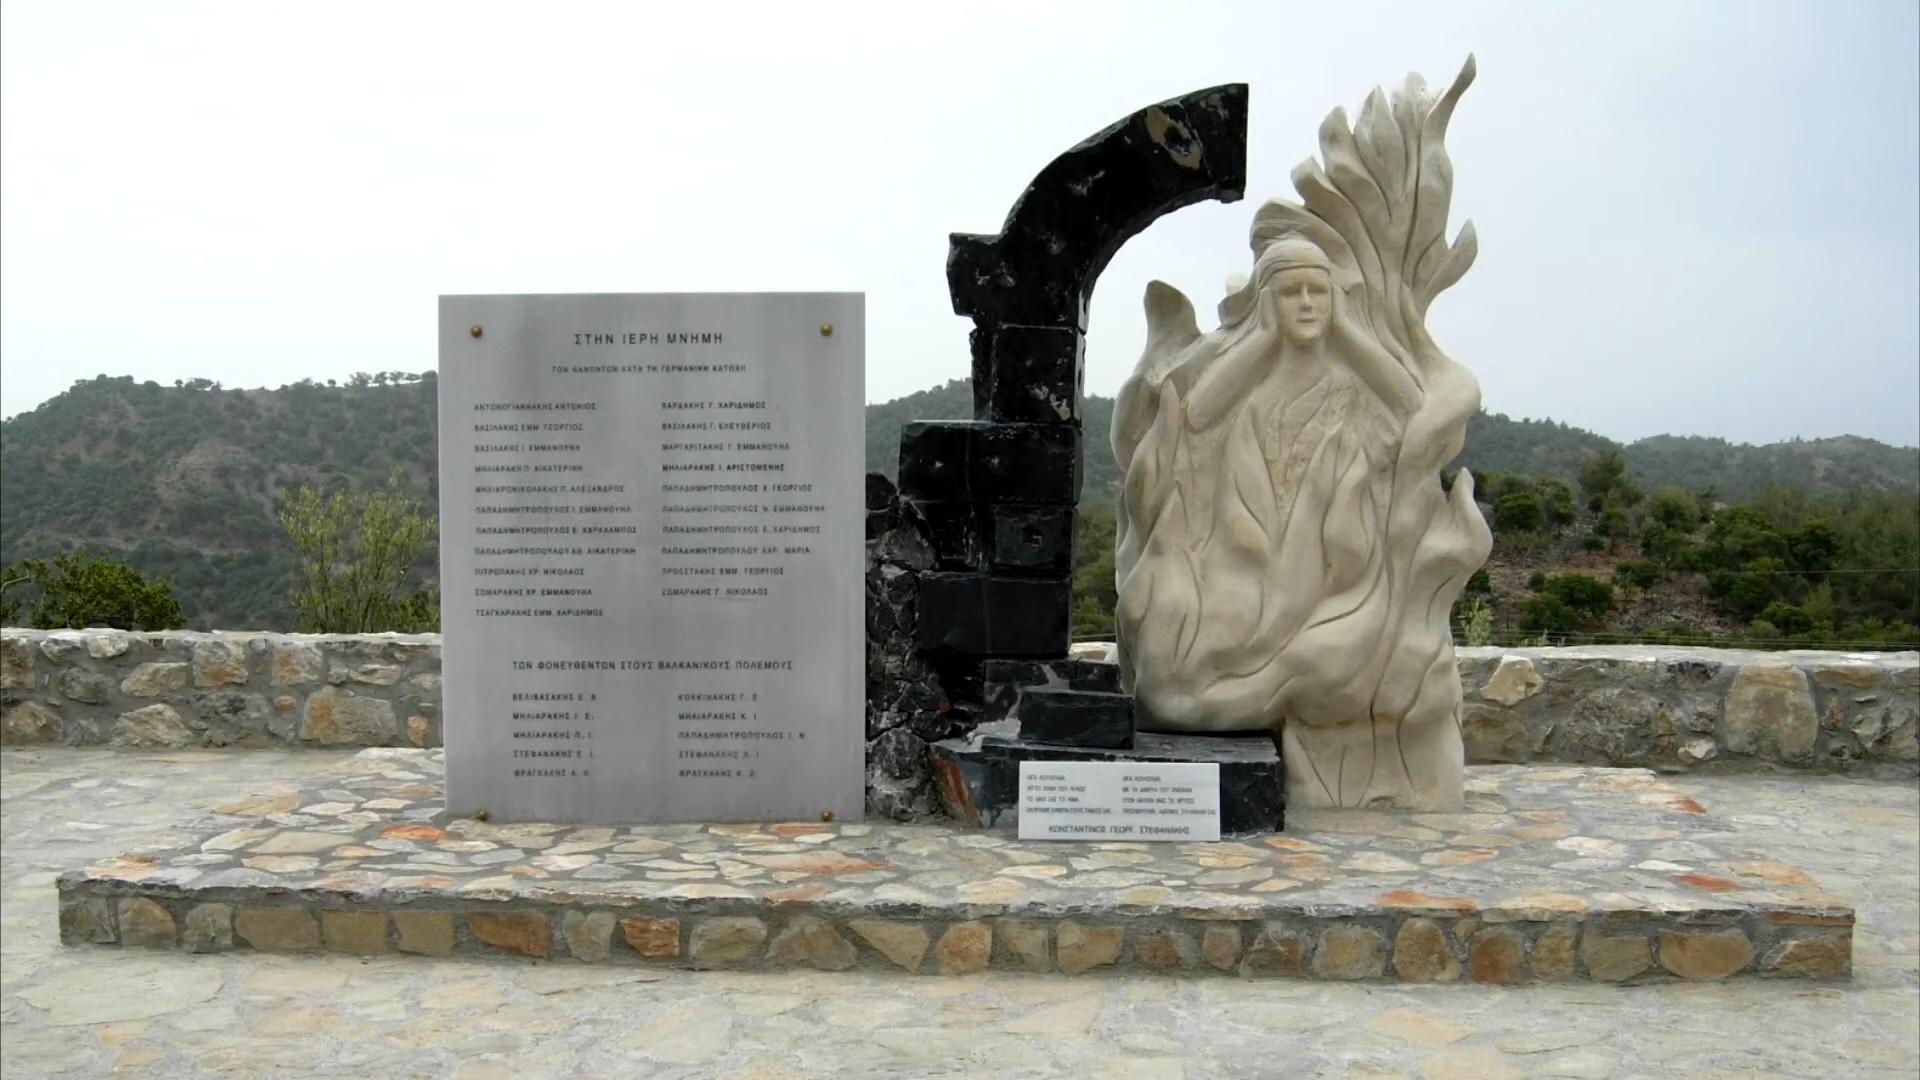 ΣΤΗΝ ΙΕΡΗ ΜΝΗΜΗ
ΤΩΝ ΘΑΝΟΝΤΩΝ ΚΑΤΑ ΤΗ ΓΕΡΜΑΝΙΚΗ ΚΑΤΟΧΗ
ΑΝΤΩΝΟΓΙΑΝΝΑΚΗΣ ΑΝΤΩΝΙΟΣ ΒΑΡΔΑΚΗΣ Γ. ΧΑΡΙΔΗΜΟΣ
ΒΑΣΙΛΑΚΗΣ ΕΜΜ. ΓΕΩΡΓΙΟΣ ΒΑΣΙΛΑΚΗΣ Γ. ΕΛΕΥΘΕΡΙΟΣ
ΒΑΣΙΛΑΚΗΣ Ι. ΕΜΜΑΝΟΥΗΛ ΜΑΡΓΑΡΙΤΑΚΗΣ Γ. ΕΜΜΑΝΟΥΗΛ
ΜΗΛΙΑΡΑΚΗ Π. ΑΙΚΑΤΕΡΙΝΗ ΜΗΛΙΑΡΑΚΗΣ Ι. ΑΡΙΣΤΟΜΕΝΗΣ
ΜΗΛΙΑΡΟΝΙΚΟΛΑΚΗΣ Π. ΑΛΕΞΑΝΔΡΟΣ ΠΑΠΑΔΗΜΗΤΡΟΠΟΥΛΟΣ Χ. ΓΕΩΡΓΙΟΣ
ΠΑΠΑΔΗΜΗΤΡΟΠΟΥΛΟΣ Ι. ΕΜΜΑΝΟΥΗΛ ΠΑΠΑΔΗΜΗΤΡΟΠΟΥΛΟΣ Ν. ΕΜΜΑΝΟΥΗΛ
ΠΑΠΑΔΗΜΗΤΡΟΠΟΥΛΟΣ Ε. ΧΑΡΑΛΑΜΠΟΣ ΠΑΠΑΔΗΜΗΤΡΟΠΟΥΛΟΣ Ε. ΧΑΡΙΔΗΜΟΣ
ΠΑΠΑΔΗΜΗΤΡΟΠΟΥΛΟΥ ΑΘ. ΑΙΚΑΤΕΡΙΝΗ ΠΑΠΑΔΗΜΗΤΡΟΠΟΥΛΟΥ ΧΑΡ. ΜΑΡΙΑ
ΠΙΤΡΟΠΑΚΗΣ ΧΡ. ΝΙΚΟΛΑΟΣ ΠΡΟΕΣΤΑΚΗΣ ΕΜΜ. ΓΕΩΡΓΙΟΣ
ΣΩΜΑΡΑΚΗΣ ΧΡ. ΕΜΜΑΝΟΥΗΛ ΣΩΜΑΡΑΚΗΣ Γ. ΝΙΚΟΛΑΟΣ
ΤΣΑΓΚΑΡΑΚΗΣ ΕΜΜ. ΧΑΡΙΔΗΜΟΣ
ΤΩΝ ΦΟΝΕΥΘΕΝΤΩΝ ΣΤΟΥΣ ΒΑΛΚΑΝΙΚΟΥΣ ΠΟΛΕΜΟΥΣ
ΒΕΛΙΒΑΣΑΚΗΣ Ε. Β. ΚΟΚΚΙΝΑΚΗΣ Γ. Ε.
ΜΗΛΙΑΡΑΚΗΣ Ι. Ε. ΜΗΛΙΑΡΑΚΗΣ Κ. Ι.
ΜΗΛΙΑΡΑΚΗΣ Π. Ι. ΠΑΠΑΔΗΜΗΤΡΟΠΟΥΛΟΣ Ι. Ν.
ΣΤΕΦΑΝΑΚΗΣ Ε. Ι. ΣΤΕΦΑΝΑΚΗΣ Ι.
ΦΡΑΓΚΑΚΗΣ Α. Κ. ΦΡΑΓΚΑΚΗΣ Κ. Ζ.
ΚΩΝΣΤΑΝΤΙΝΟΣ ΓΕΩΡΓ. ΣΤΕΦΑΝΑΚΗΣ